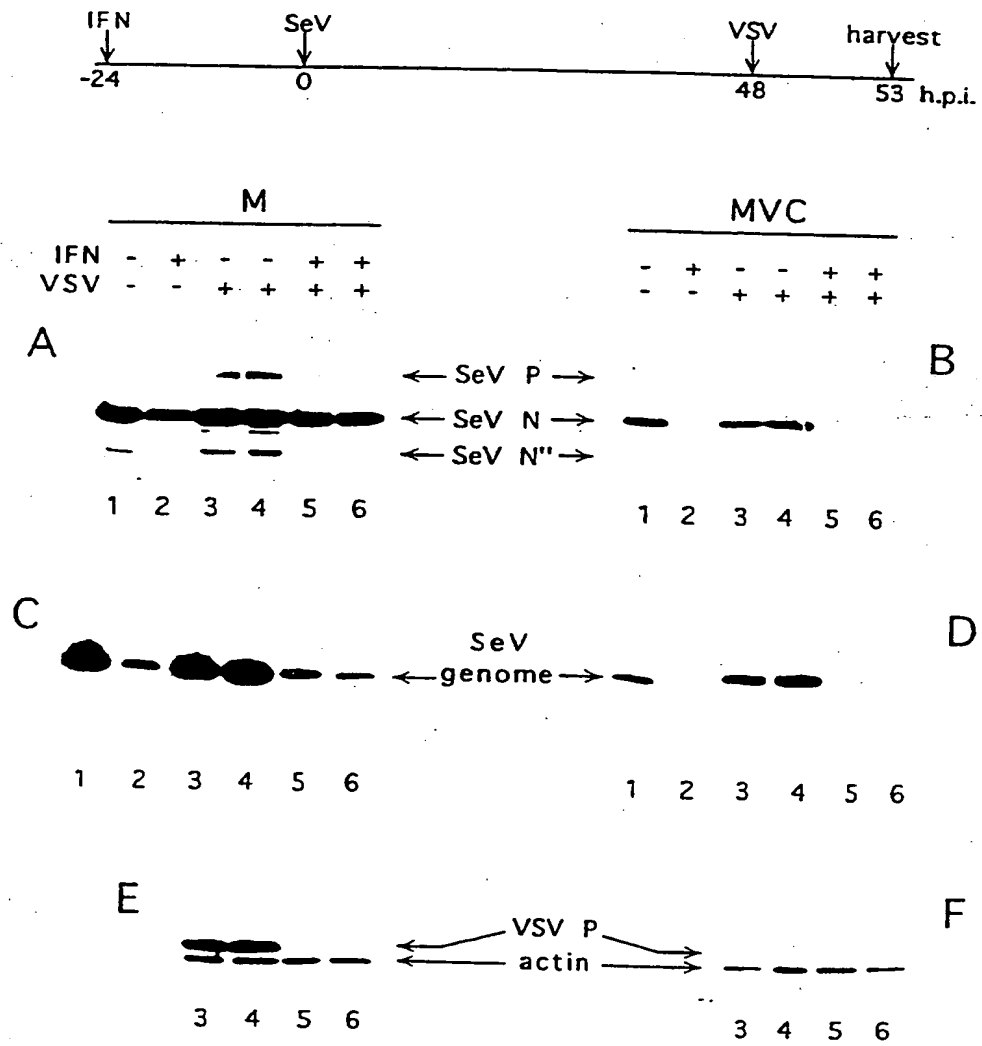 IFN SeV VSV harvest
-24 0 48 53 h.p.i.
M MVC
IFN - + - - + + - + - - + +
VSV - - + + + + - - + + + +
A B
SeV P
SeV N
SeV N"
1 2 3 4 5 6 1 2 3 4 5 6
C D
SeV
genome
1 2 3 4 5 6 1 2 3 4 5 6
E F
VSV P
actin
3 4 5 6 3 4 5 6